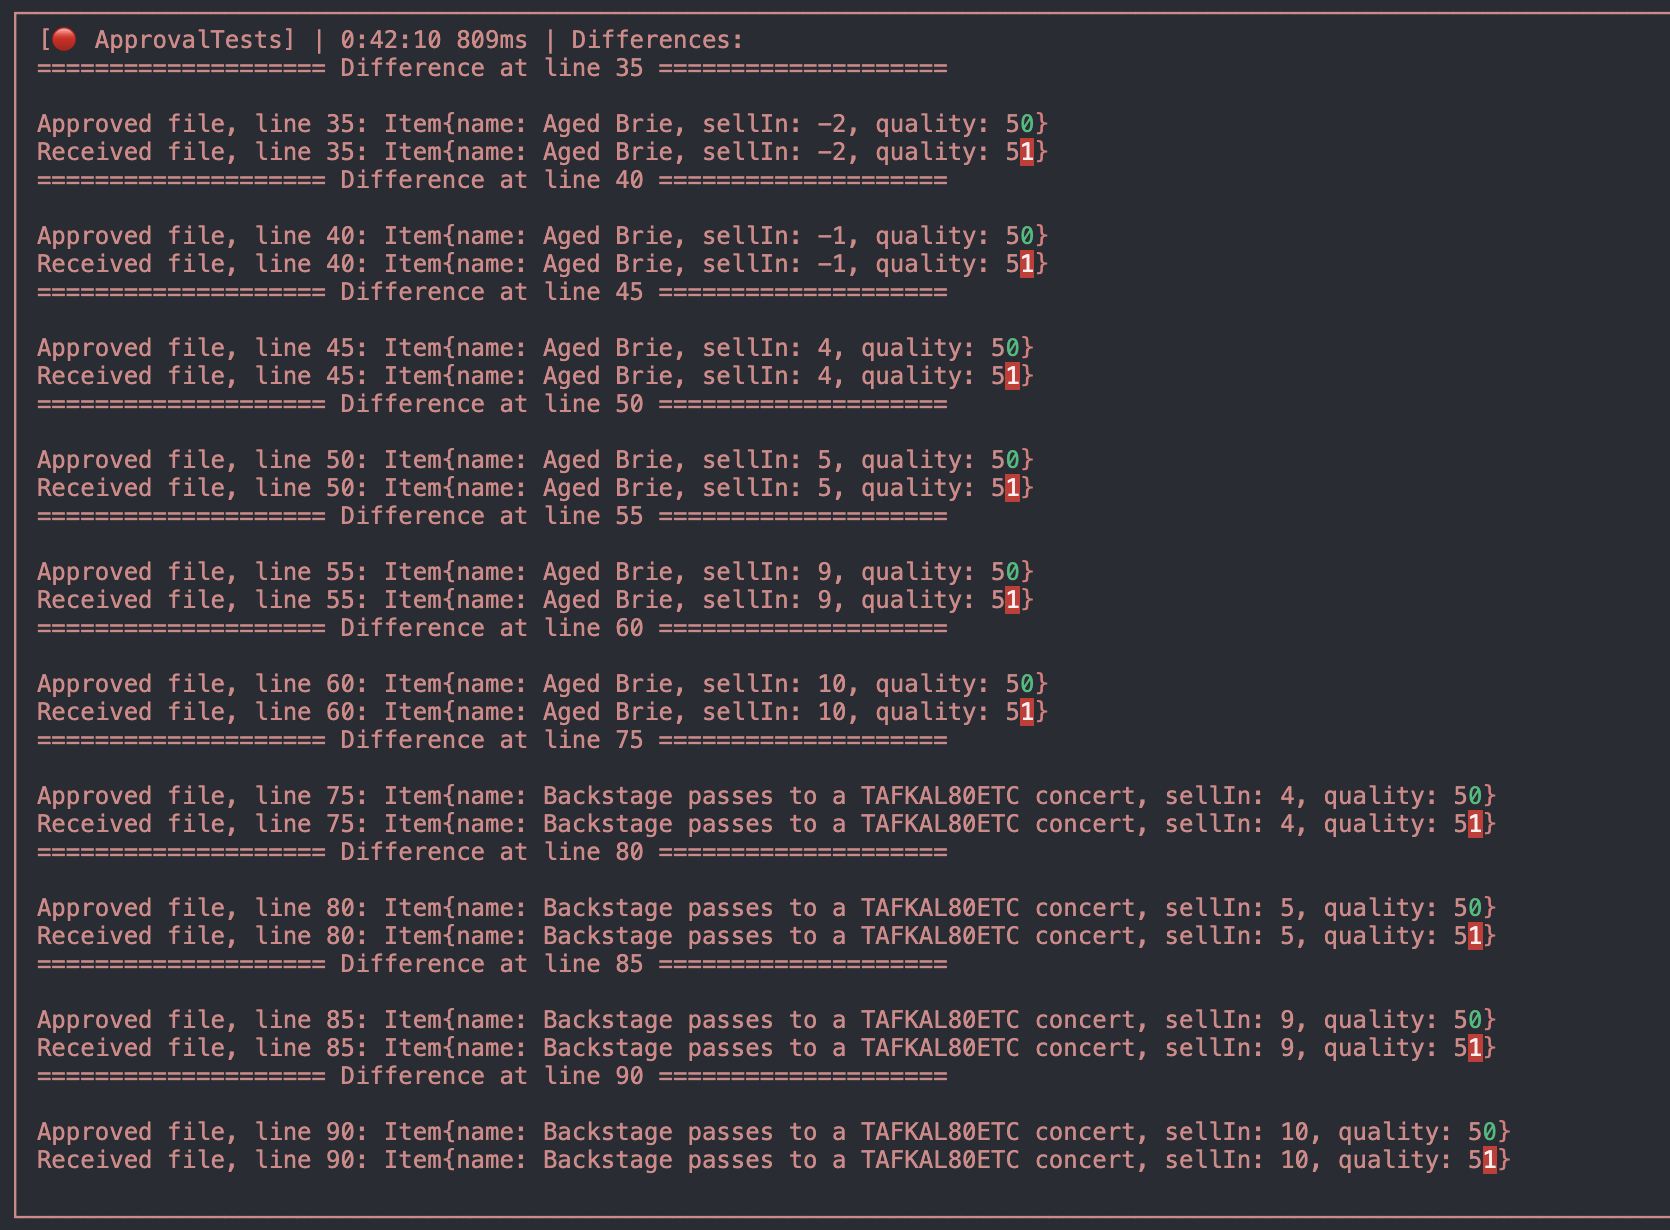 [🔴 ApprovalTests] | 0:42:10 809ms | Differences:
==================== Difference at line 35 ====================
Approved file, line 35: Item{name: Aged Brie, sellIn: -2, quality: 50}
Received file, line 35: Item{name: Aged Brie, sellIn: -2, quality: 51}
==================== Difference at line 40 ====================
Approved file, line 40: Item{name: Aged Brie, sellIn: -1, quality: 50}
Received file, line 40: Item{name: Aged Brie, sellIn: -1, quality: 51}
==================== Difference at line 45 ====================
Approved file, line 45: Item{name: Aged Brie, sellIn: 4, quality: 50}
Received file, line 45: Item{name: Aged Brie, sellIn: 4, quality: 51}
==================== Difference at line 50 ====================
Approved file, line 50: Item{name: Aged Brie, sellIn: 5, quality: 50}
Received file, line 50: Item{name: Aged Brie, sellIn: 5, quality: 51}
==================== Difference at line 55 ====================
Approved file, line 55: Item{name: Aged Brie, sellIn: 9, quality: 50}
Received file, line 55: Item{name: Aged Brie, sellIn: 9, quality: 51}
==================== Difference at line 60 ====================
Approved file, line 60: Item{name: Aged Brie, sellIn: 10, quality: 50}
Received file, line 60: Item{name: Aged Brie, sellIn: 10, quality: 51}
==================== Difference at line 75 ====================
Approved file, line 75: Item{name: Backstage passes to a TAFKAL80ETC concert, sellIn: 4, quality: 50}
Received file, line 75: Item{name: Backstage passes to a TAFKAL80ETC concert, sellIn: 4, quality: 51}
==================== Difference at line 80 ====================
Approved file, line 80: Item{name: Backstage passes to a TAFKAL80ETC concert, sellIn: 5, quality: 50}
Received file, line 80: Item{name: Backstage passes to a TAFKAL80ETC concert, sellIn: 5, quality: 51}
==================== Difference at line 85 ====================
Approved file, line 85: Item{name: Backstage passes to a TAFKAL80ETC concert, sellIn: 9, quality: 50}
Received file, line 85: Item{name: Backstage passes to a TAFKAL80ETC concert, sellIn: 9, quality: 51}
==================== Difference at line 90 ====================
Approved file, line 90: Item{name: Backstage passes to a TAFKAL80ETC concert, sellIn: 10, quality: 50}
Received file, line 90: Item{name: Backstage passes to a TAFKAL80ETC concert, sellIn: 10, quality: 51}